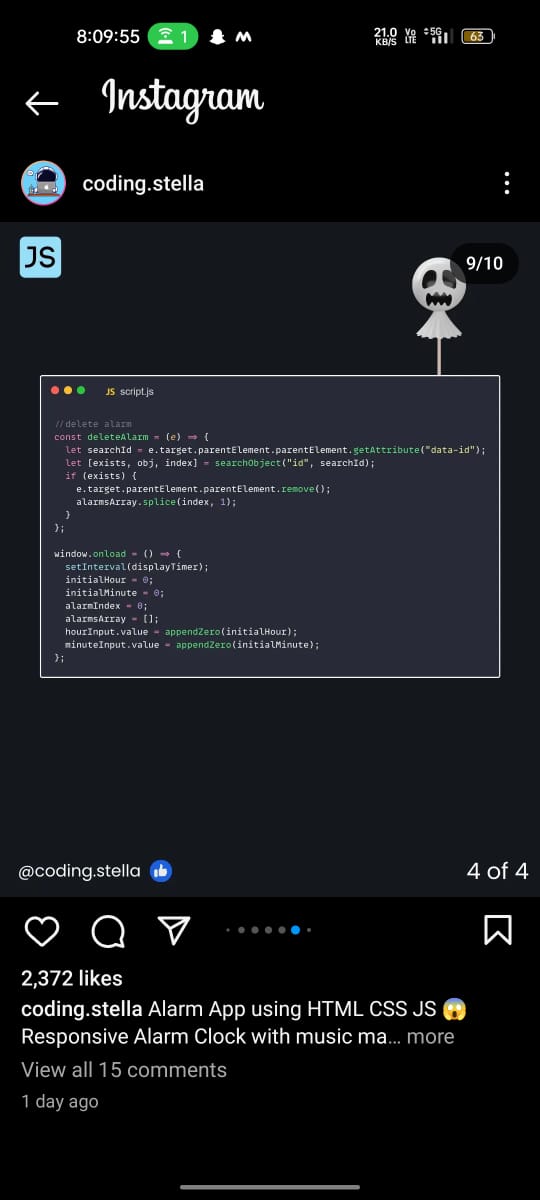 8:09:55
1
21.0 KB/S
Vo LTE
5G
63
Instagram
coding.stella
JS
9/10
JS script.js
//delete alarm
const deleteAlarm = (e) => {
let searchId = e.target.parentElement.parentElement.getAttribute("data-id");
let [exists, obj, index] = searchObject("id", searchId);
if (exists) {
e.target.parentElement.parentElement.remove();
alarmsArray.splice(index, 1);
}
};
window.onload = () => {
setInterval(displayTimer);
initialHour = 0;
initialMinute = 0;
alarmIndex = 0;
alarmsArray = [];
hourInput.value = appendZero(initialHour);
minuteInput.value = appendZero(initialMinute);
};
@coding.stella
4 of 4
2,372 likes
coding.stella Alarm App using HTML CSS JS 😱
Responsive Alarm Clock with music ma... more
View all 15 comments
1 day ago